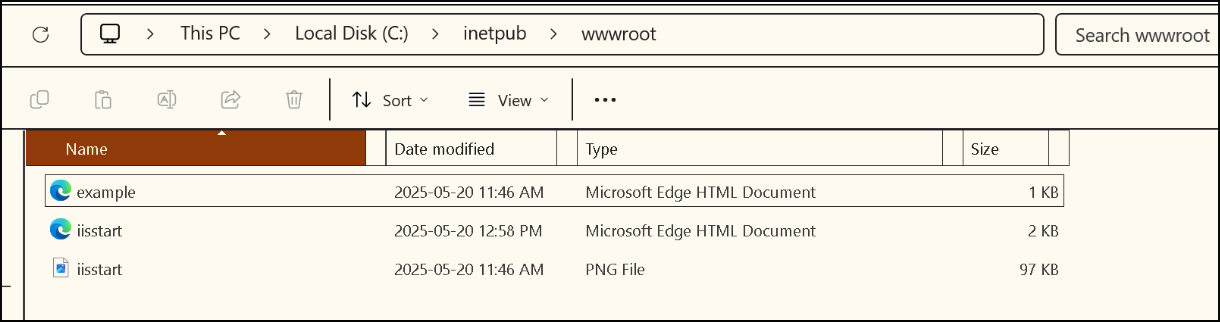 This PC > Local Disk (C:) > inetpub > wwwroot Search wwwroot
Sort View
Name Date modified Type Size
example 2025-05-20 11:46 AM Microsoft Edge HTML Document 1 KB
iisstart 2025-05-20 12:58 PM Microsoft Edge HTML Document 2 KB
iisstart 2025-05-20 11:46 AM PNG File 97 KB